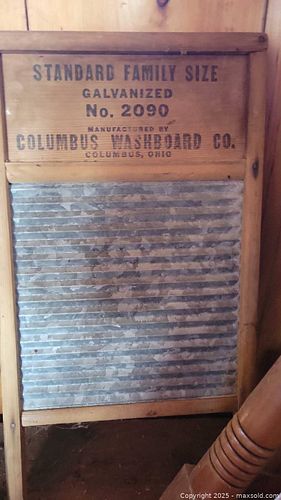 STANDARD FAMILY SIZE
GALVANIZED
No. 2090
MANUFACTURED BY
COLUMBUS WASHBOARD CO.
COLUMBUS, OHIO
Copyright © 2025 - maxsold.com